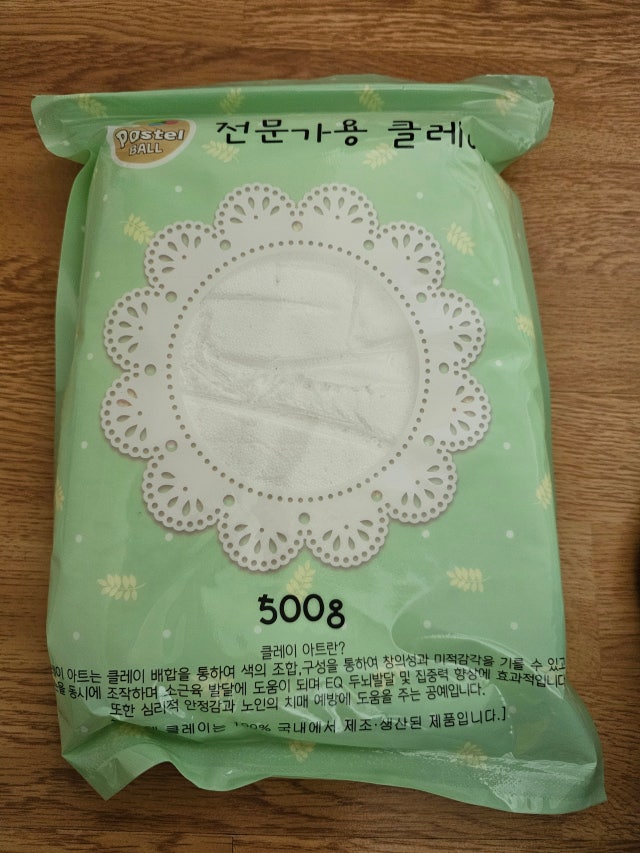 Pastel
BALL
전문가용 클레이
500g
클레이 아트란?
아트는 클레이 배합을 통하여 색의 조합,구성을 통하여 창의성과 미적감각을 기를 수 있고
동시에 조작하며 소근육 발달에 도움이 되며 EQ 두뇌발달 및 집중력 향상에 효과적입니다
또한 심리적 안정감과 노인의 치매 예방에 도움을 주는 공예입니다.
클레이는 100% 국내에서 제조·생산된 제품입니다.]